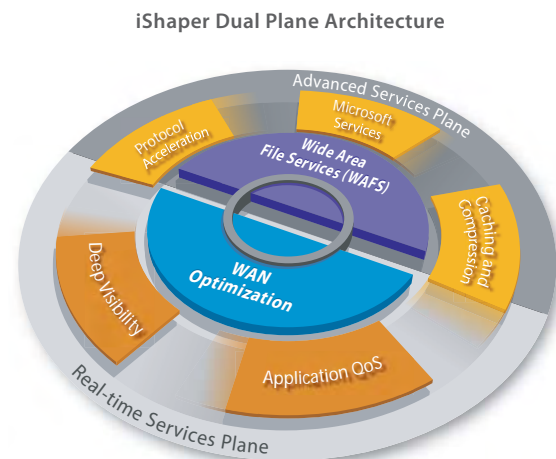 iShaper Dual Plane Architecture
Advanced Services Plane
Microsoft
Services
Protocol
Acceleration
Wide Area
File Services (WAFS)
Caching and
Compression
WAN
Optimization
Deep Visibility
Application QoS
Real-time Services Plane